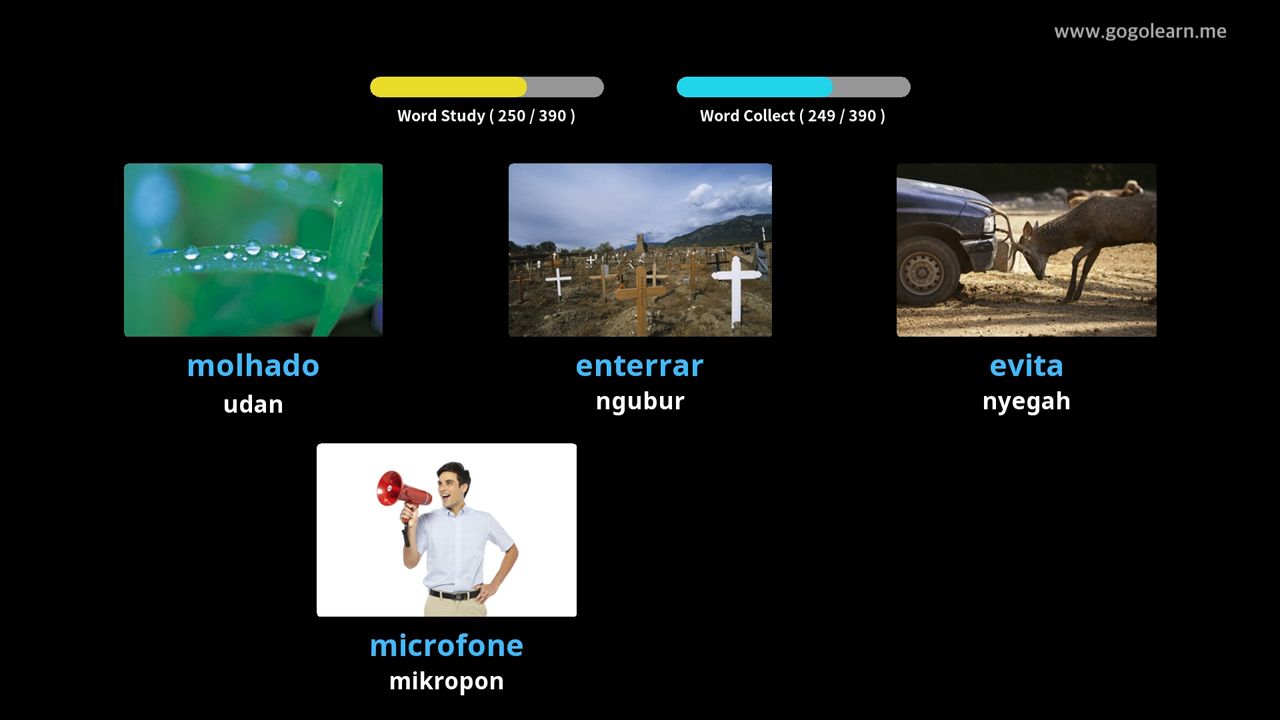 www.gogolearn.me
Word Study ( 250 / 390 )
Word Collect ( 249 / 390 )
molhado
udan
enterrar
ngubur
evita
nyegah
microfone
mikropon